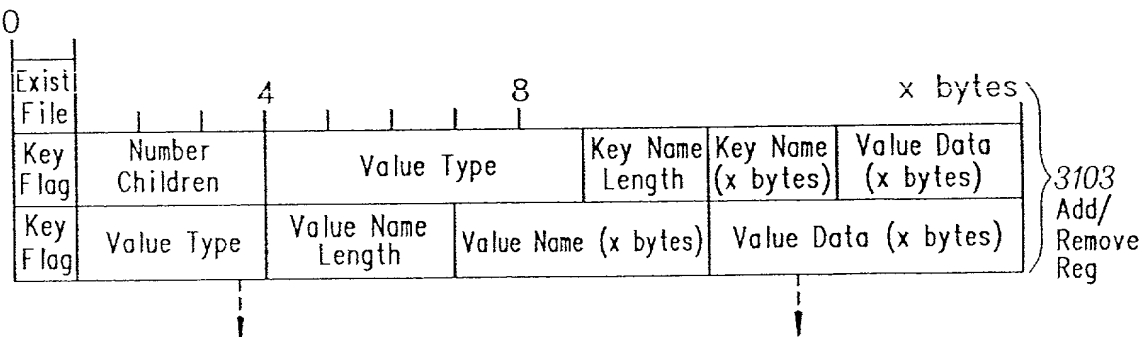 0
Exist
File
4
8
x bytes
Key
Flag
Number
Children
Value Type
Key Name
Length
Key Name
(x bytes)
Value Data
(x bytes)
Key
Flag
Value Type
Value Name
Length
Value Name (x bytes)
Value Data (x bytes)
3103
Add/
Remove
Reg